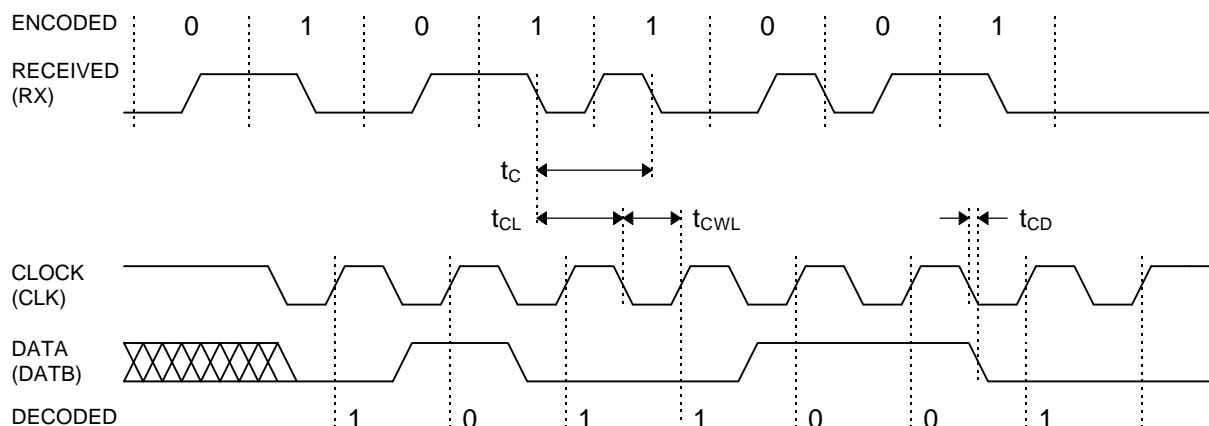 ENCODED 0 1 0 1 1 0 0 1
RECEIVED
(RX)
tC
tCL tCWL tCD
CLOCK
(CLK)
DATA
(DATB)
DECODED 1 0 1 1 0 0 1